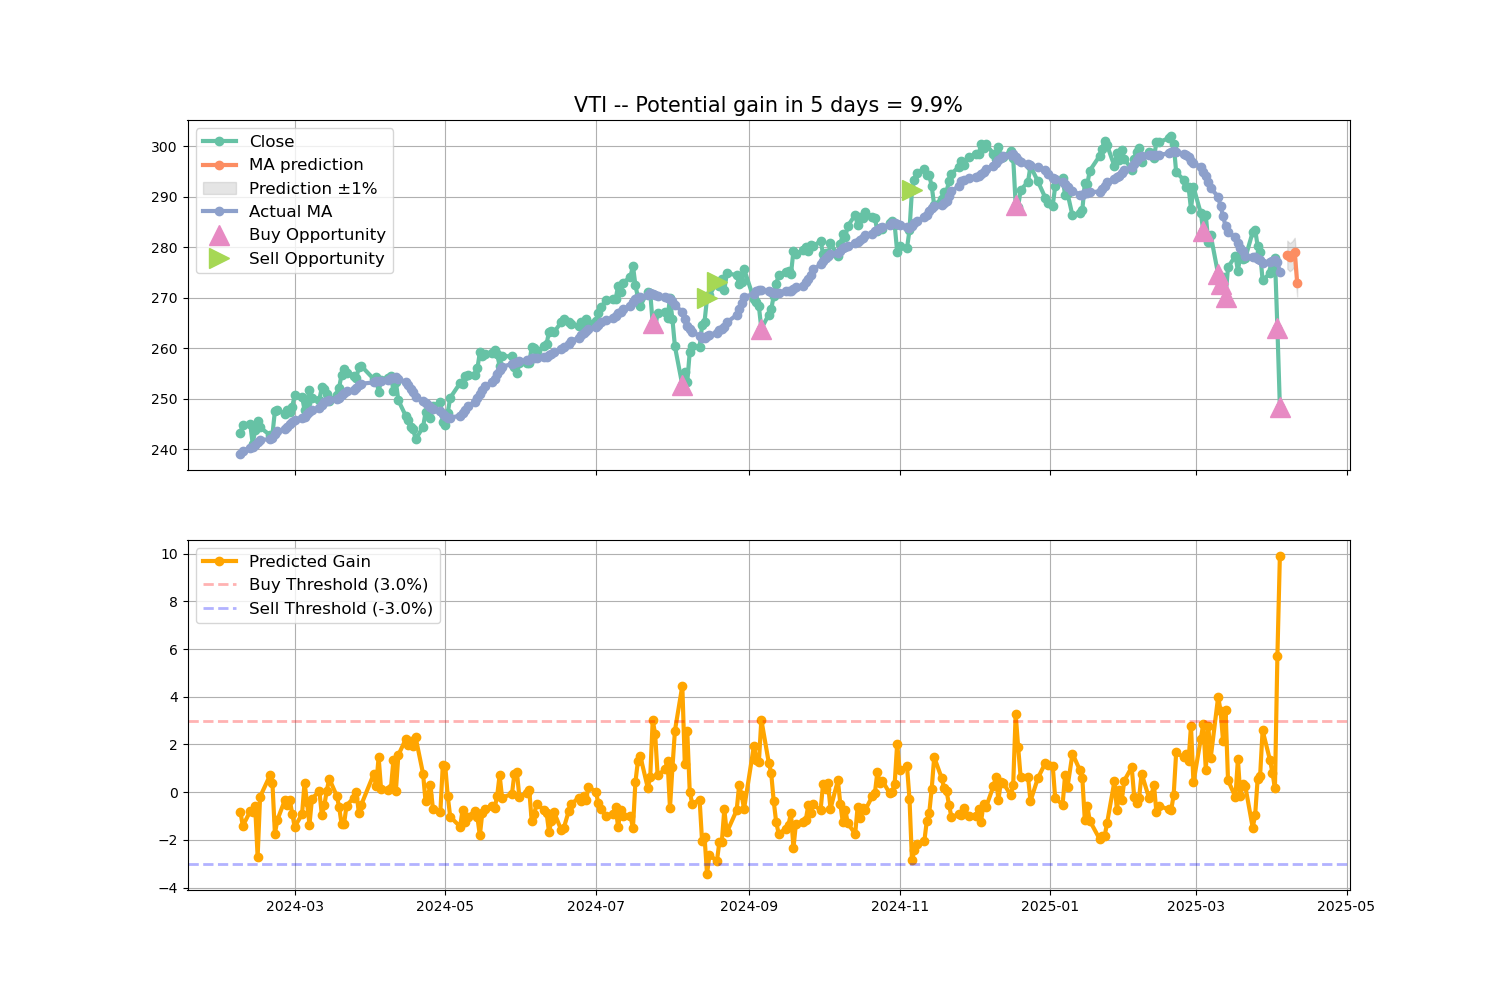 VTI -- Potential gain in 5 days = 9.9%
300
290
280
270
260
250
240
Close
MA prediction
Prediction ±1%
Actual MA
Buy Opportunity
Sell Opportunity
10
8
6
4
2
0
−2
−4
Predicted Gain
Buy Threshold (3.0%)
Sell Threshold (-3.0%)
2024-03 2024-05 2024-07 2024-09 2024-11 2025-01 2025-03 2025-05